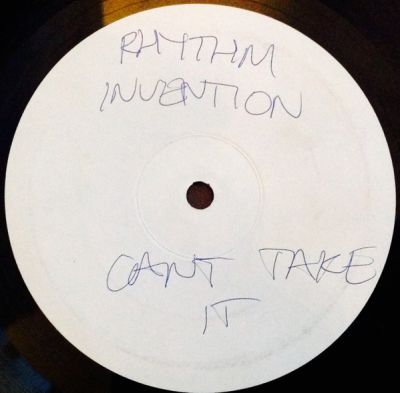 RHYTHM
INVENTION
CANT TAKE
IT